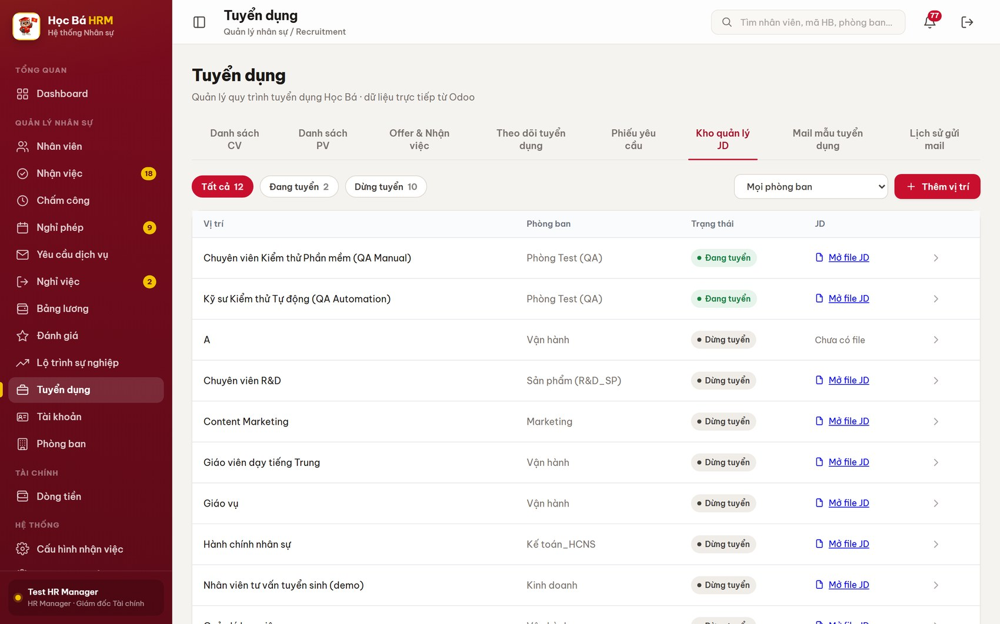 Học Bá HRM
Hệ thống Nhân sự
TỔNG QUAN
Dashboard
QUẢN LÝ NHÂN SỰ
Nhân viên
Nhận việc 18
Chấm công
Nghỉ phép 9
Yêu cầu dịch vụ
Nghỉ việc 2
Bảng lương
Đánh giá
Lộ trình sự nghiệp
Tuyển dụng
Tài khoản
Phòng ban
TÀI CHÍNH
Dòng tiền
HỆ THỐNG
Cấu hình nhận việc
Test HR Manager
HR Manager · Giám đốc Tài chính
Tuyển dụng
Quản lý nhân sự / Recruitment
Tìm nhân viên, mã HB, phòng ban...
77
Tuyển dụng
Quản lý quy trình tuyển dụng Học Bá · dữ liệu trực tiếp từ Odoo
Danh sách CV
Danh sách PV
Offer & Nhận việc
Theo dõi tuyển dụng
Phiếu yêu cầu
Kho quản lý JD
Mail mẫu tuyển dụng
Lịch sử gửi mail
Tất cả 12
Đang tuyển 2
Dừng tuyển 10
Mọi phòng ban
Thêm vị trí
Vị trí Phòng ban Trạng thái JD
Chuyên viên Kiểm thử Phần mềm (QA Manual) Phòng Test (QA) Đang tuyển Mở file JD
Kỹ sư Kiểm thử Tự động (QA Automation) Phòng Test (QA) Đang tuyển Mở file JD
A Vận hành Dừng tuyển Chưa có file
Chuyên viên R&D Sản phẩm (R&D_SP) Dừng tuyển Mở file JD
Content Marketing Marketing Dừng tuyển Mở file JD
Giáo viên dạy tiếng Trung Vận hành Dừng tuyển Mở file JD
Giáo vụ Vận hành Dừng tuyển Mở file JD
Hành chính nhân sự Kế toán_HCNS Dừng tuyển Mở file JD
Nhân viên tư vấn tuyển sinh (demo) Kinh doanh Dừng tuyển Mở file JD